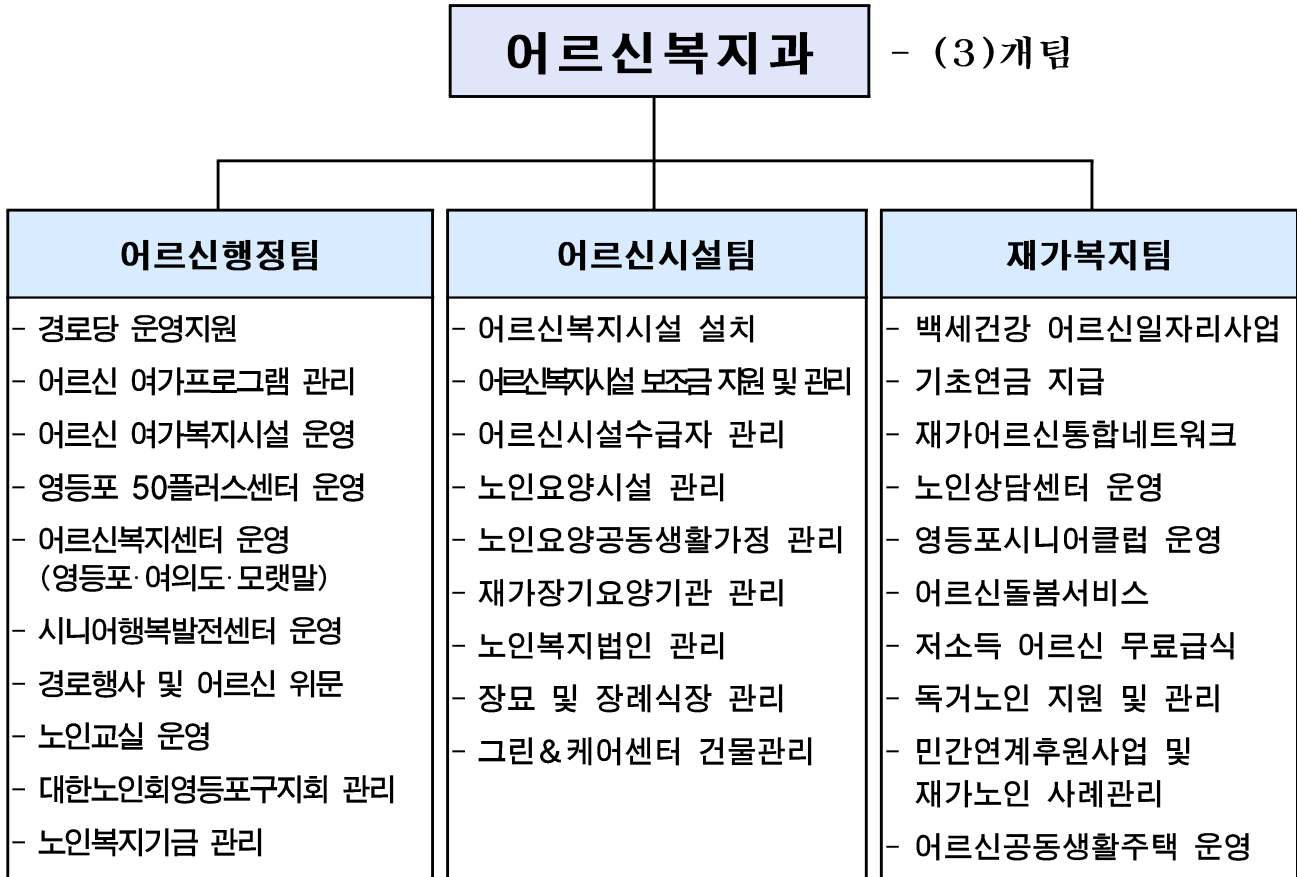 어르신복지과 - (3)개팀
어르신행정팀
- 경로당 운영지원
- 어르신 여가프로그램 관리
- 어르신 여가복지시설 운영
- 영등포 50플러스센터 운영
- 어르신복지센터 운영
(영등포·여의도·모랫말)
- 시니어행복발전센터 운영
- 경로행사 및 어르신 위문
- 노인교실 운영
- 대한노인회영등포구지회 관리
- 노인복지기금 관리
어르신시설팀
- 어르신복지시설 설치
- 어르신복지시설 보조금 지원 및 관리
- 어르신시설수급자 관리
- 노인요양시설 관리
- 노인요양공동생활가정 관리
- 재가장기요양기관 관리
- 노인복지법인 관리
- 장묘 및 장례식장 관리
- 그린&케어센터 건물관리
재가복지팀
- 백세건강 어르신일자리사업
- 기초연금 지급
- 재가어르신통합네트워크
- 노인상담센터 운영
- 영등포시니어클럽 운영
- 어르신돌봄서비스
- 저소득 어르신 무료급식
- 독거노인 지원 및 관리
- 민간연계후원사업 및
재가노인 사례관리
- 어르신공동생활주택 운영